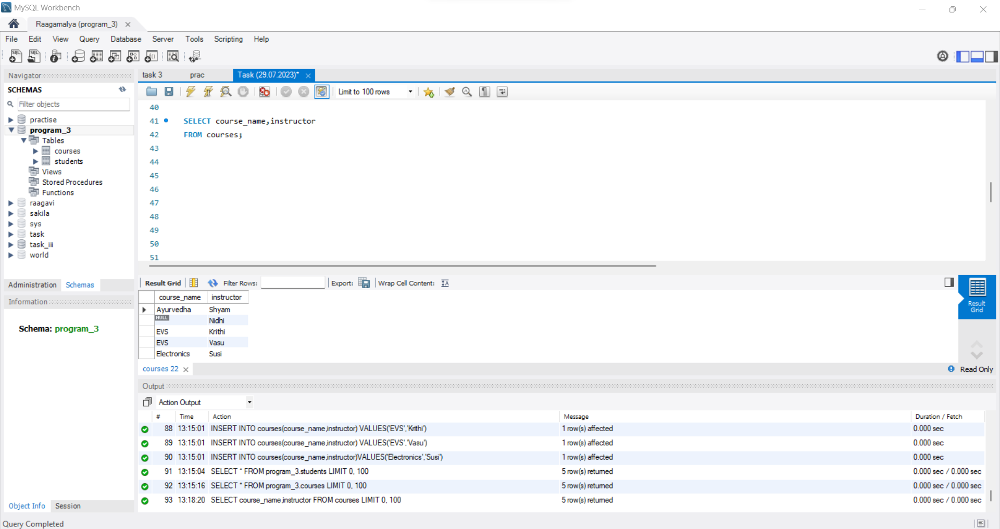 MySQL Workbench
Raagamalya (program_3)
File Edit View Query Database Server Tools Scripting Help
Navigator
SCHEMAS
Filter objects
practise
program_3
Tables
courses
students
Views
Stored Procedures
Functions
raagavi
sakila
sys
task
task_iii
world
Administration Schemas
Information
Schema: program_3
Object Info Session
task 3 prac Task (29.07.2023)*
Limit to 100 rows
40
41 SELECT course_name,instructor
42 FROM courses;
43
44
45
46
47
48
49
50
51
Result Grid Filter Rows: Export: Wrap Cell Content:
course_name instructor
Ayurvedha Shyam
NULL Nidhi
EVS Krithi
EVS Vasu
Electronics Susi
Result
Grid
courses 22 Read Only
Output
Action Output
# Time Action Message Duration / Fetch
88 13:15:01 INSERT INTO courses(course_name,instructor) VALUES('EVS','Krithi') 1 row(s) affected 0.000 sec
89 13:15:01 INSERT INTO courses(course_name,instructor) VALUES('EVS','Vasu') 1 row(s) affected 0.000 sec
90 13:15:01 INSERT INTO courses(course_name,instructor)VALUES('Electronics','Susi') 1 row(s) affected 0.000 sec
91 13:15:04 SELECT * FROM program_3.students LIMIT 0, 100 5 row(s) returned 0.000 sec / 0.000 sec
92 13:15:16 SELECT * FROM program_3.courses LIMIT 0, 100 5 row(s) returned 0.000 sec / 0.000 sec
93 13:18:20 SELECT course_name,instructor FROM courses LIMIT 0, 100 5 row(s) returned 0.000 sec / 0.000 sec
Query Completed